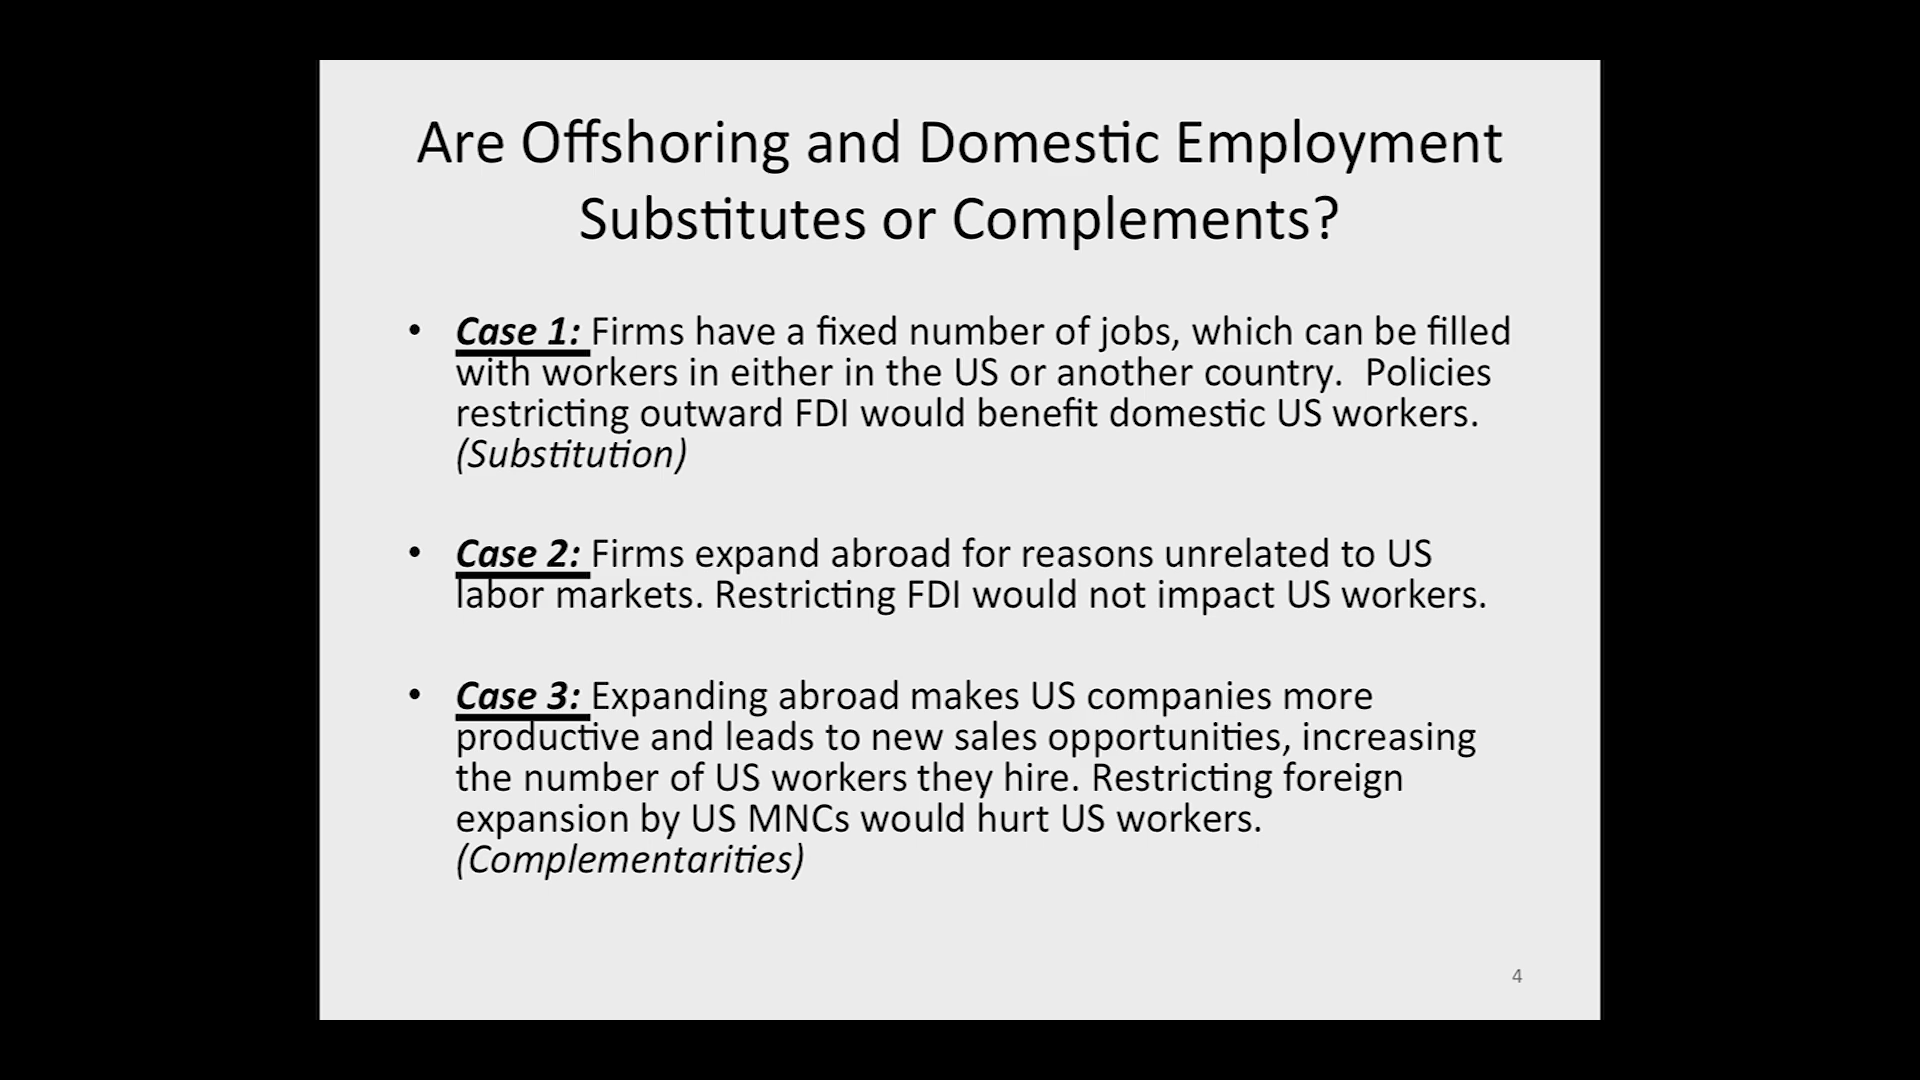 Are Offshoring and Domestic Employment
Substitutes or Complements?
• Case 1: Firms have a fixed number of jobs, which can be filled
with workers in either in the US or another country.  Policies
restricting outward FDI would benefit domestic US workers.
(Substitution)
• Case 2: Firms expand abroad for reasons unrelated to US
labor markets. Restricting FDI would not impact US workers.
• Case 3: Expanding abroad makes US companies more
productive and leads to new sales opportunities, increasing
the number of US workers they hire. Restricting foreign
expansion by US MNCs would hurt US workers.
(Complementarities)
4